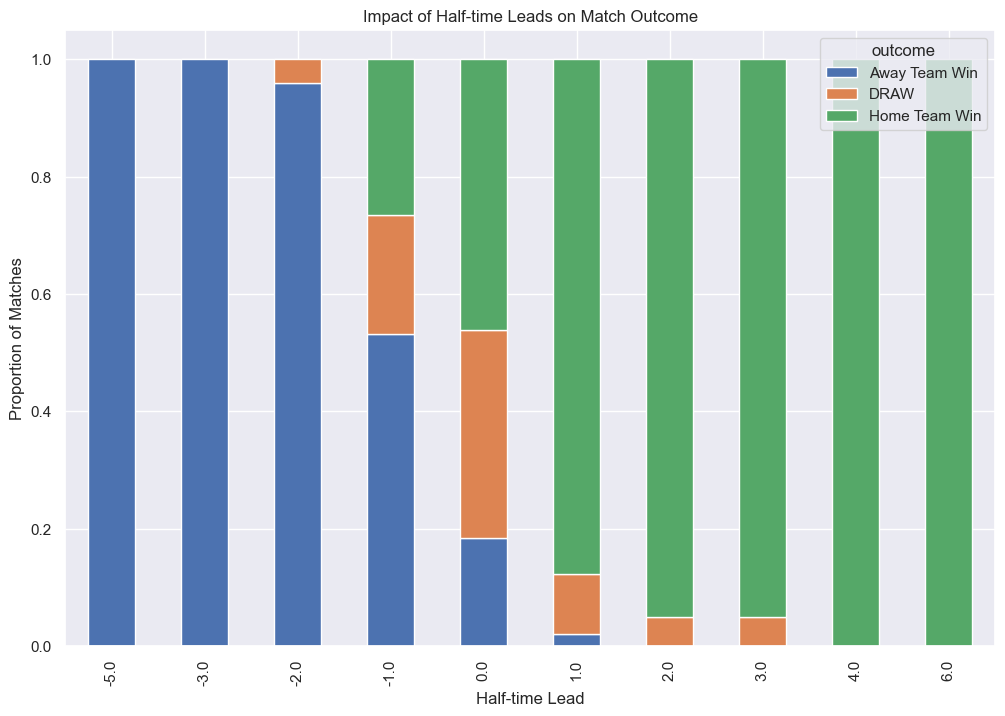 Impact of Half-time Leads on Match Outcome
outcome
Away Team Win
DRAW
Home Team Win
Proportion of Matches
1.0
0.8
0.6
0.4
0.2
0.0
-5.0
-3.0
-2.0
-1.0
0.0
1.0
2.0
3.0
4.0
6.0
Half-time Lead